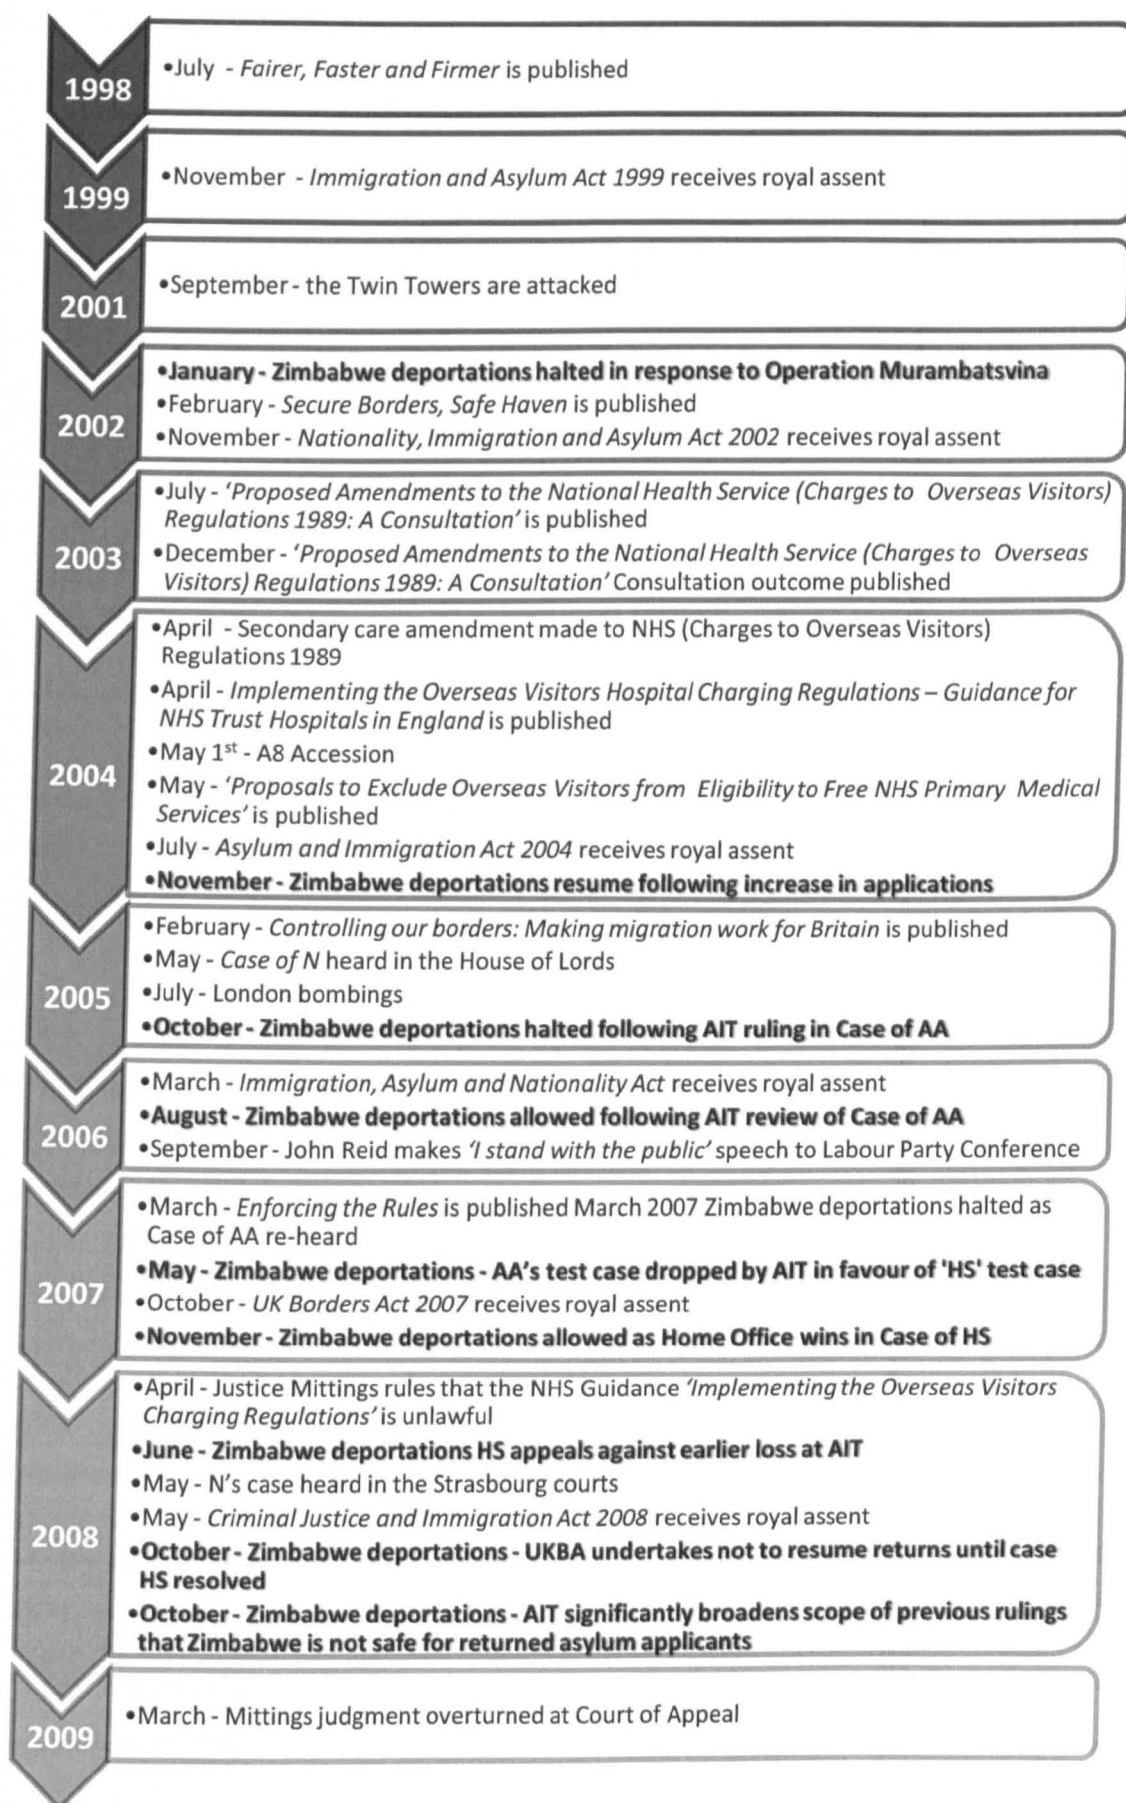 1998
•July - Fairer, Faster and Firmer is published
1999
•November - Immigration and Asylum Act 1999 receives royal assent
2001
•September - the Twin Towers are attacked
2002
•January - Zimbabwe deportations halted in response to Operation Murambatsvina
•February - Secure Borders, Safe Haven is published
•November - Nationality, Immigration and Asylum Act 2002 receives royal assent
2003
•July - ‘Proposed Amendments to the National Health Service (Charges to Overseas Visitors)
Regulations 1989: A Consultation’ is published
•December - ‘Proposed Amendments to the National Health Service (Charges to Overseas
Visitors) Regulations 1989: A Consultation’ Consultation outcome published
2004
•April - Secondary care amendment made to NHS (Charges to Overseas Visitors)
Regulations 1989
•April - Implementing the Overseas Visitors Hospital Charging Regulations – Guidance for
NHS Trust Hospitals in England is published
•May 1st - A8 Accession
•May - ‘Proposals to Exclude Overseas Visitors from Eligibility to Free NHS Primary Medical
Services’ is published
•July - Asylum and Immigration Act 2004 receives royal assent
•November - Zimbabwe deportations resume following increase in applications
2005
•February - Controlling our borders: Making migration work for Britain is published
•May - Case of N heard in the House of Lords
•July - London bombings
•October - Zimbabwe deportations halted following AIT ruling in Case of AA
2006
•March - Immigration, Asylum and Nationality Act receives royal assent
•August - Zimbabwe deportations allowed following AIT review of Case of AA
•September - John Reid makes ‘I stand with the public’ speech to Labour Party Conference
2007
•March - Enforcing the Rules is published March 2007 Zimbabwe deportations halted as
Case of AA re-heard
•May - Zimbabwe deportations - AA’s test case dropped by AIT in favour of 'HS' test case
•October - UK Borders Act 2007 receives royal assent
•November - Zimbabwe deportations allowed as Home Office wins in Case of HS
2008
•April - Justice Mittings rules that the NHS Guidance ‘Implementing the Overseas Visitors
Charging Regulations’ is unlawful
•June - Zimbabwe deportations HS appeals against earlier loss at AIT
•May - N’s case heard in the Strasbourg courts
•May - Criminal Justice and Immigration Act 2008 receives royal assent
•October - Zimbabwe deportations - UKBA undertakes not to resume returns until case
HS resolved
•October - Zimbabwe deportations - AIT significantly broadens scope of previous rulings
that Zimbabwe is not safe for returned asylum applicants
2009
•March - Mittings judgment overturned at Court of Appeal